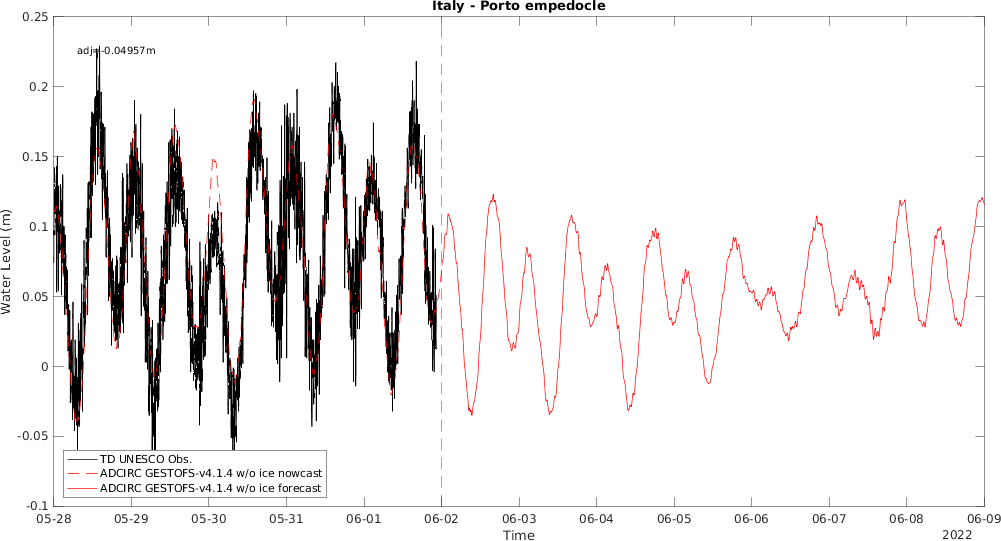 Italy - Porto empedocle
0.25
adj=-0.04957m
0.2
0.15
0.1
Water Level (m)
0.05
0
-0.05
TD UNESCO Obs.
ADCIRC GESTOFS-v4.1.4 w/o ice nowcast
ADCIRC GESTOFS-v4.1.4 w/o ice forecast
-0.1
05-28 05-29 05-30 05-31 06-01 06-02 06-03 06-04 06-05 06-06 06-07 06-08 06-09
Time 2022